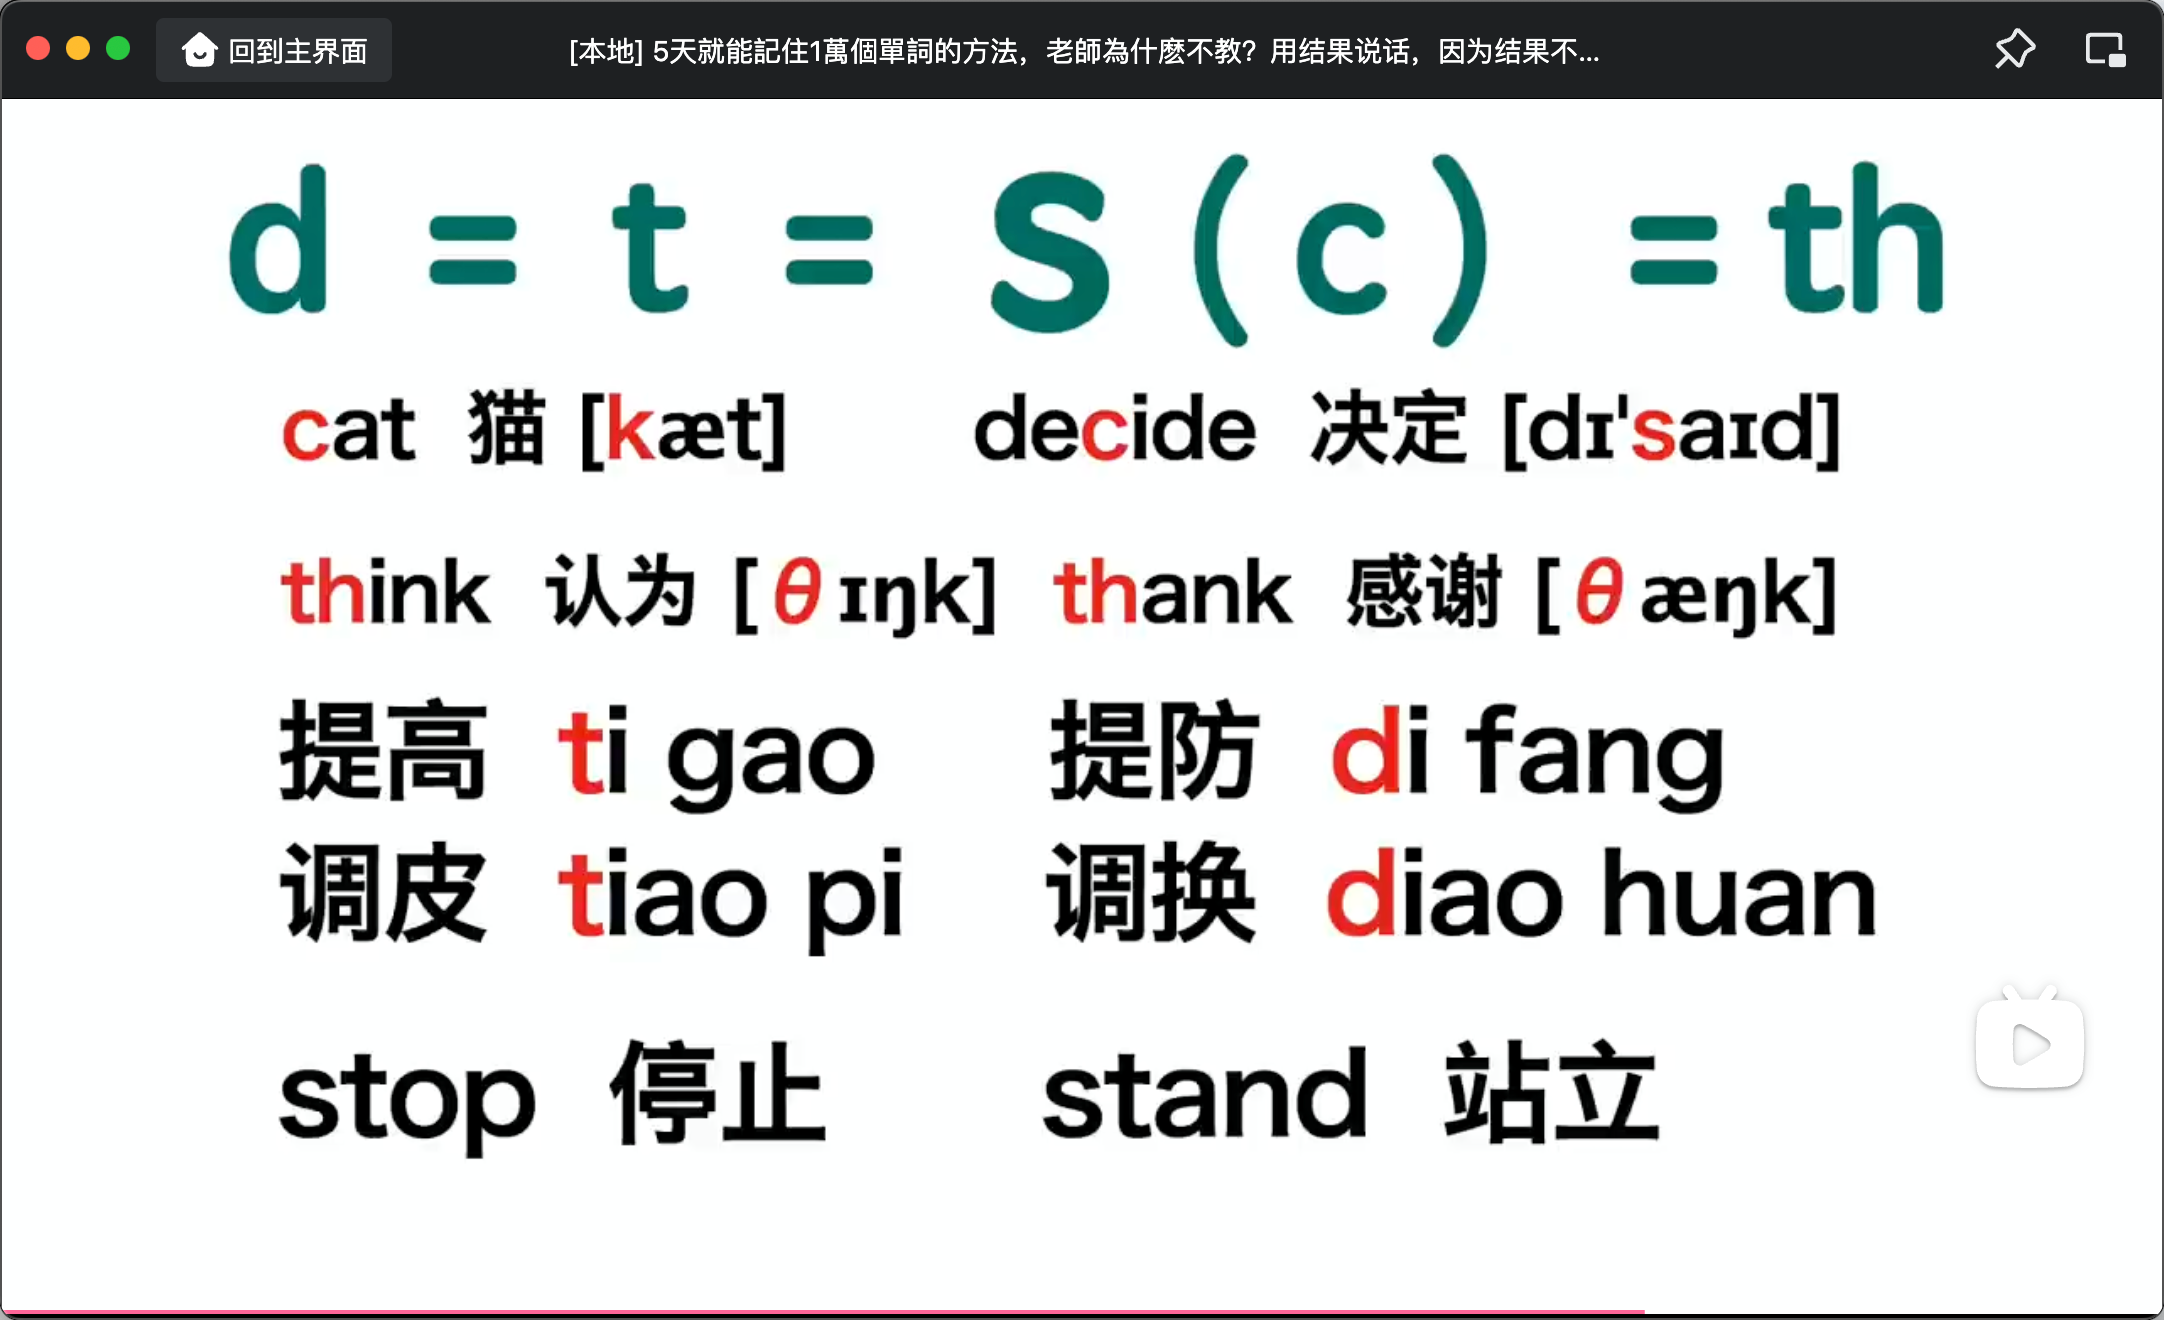 回到主界面
[本地] 5天就能記住1萬個單詞的方法，老師為什麽不教？用结果说话，因为结果不...
d = t = S (c) = th
cat 猫 [kæt] decide 决定 [dɪ'saɪd]
think 认为 [θɪŋk] thank 感谢 [θæŋk]
提高 ti gao 提防 di fang
调皮 tiao pi 调换 diao huan
stop 停止 stand 站立